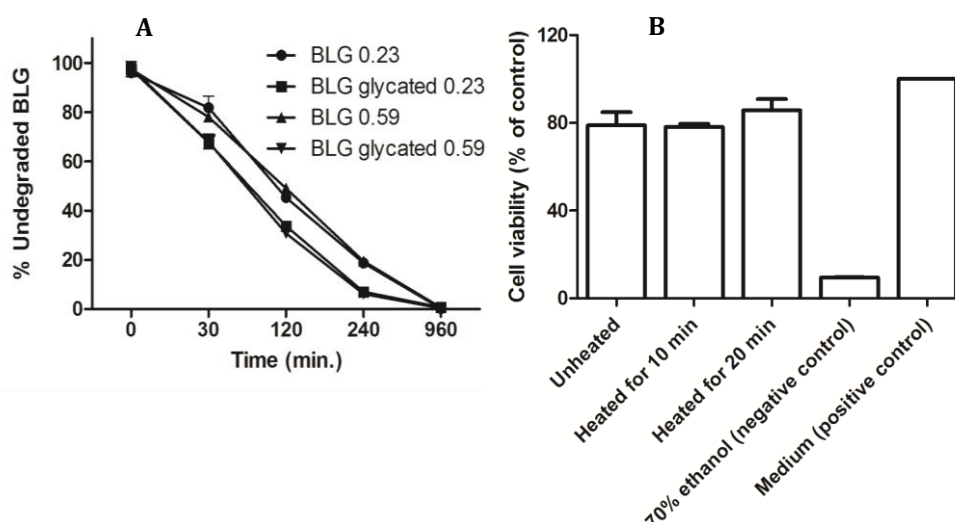 A
BLG 0.23
BLG glycated 0.23
BLG 0.59
BLG glycated 0.59
% Undegraded BLG
100
80
60
40
20
0
0 30 120 240 960
Time (min.)
B
Cell viability (% of control)
120
80
40
0
Unheated
Heated for 10 min
Heated for 20 min
70% ethanol (negative control)
Medium (positive control)